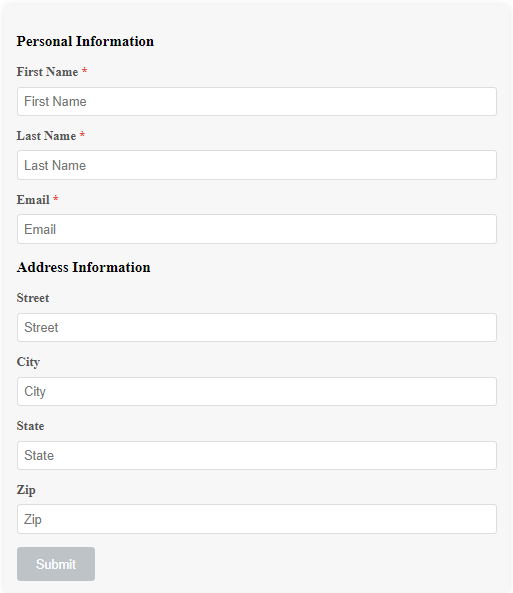 Personal Information
First Name *
First Name
Last Name *
Last Name
Email *
Email
Address Information
Street
Street
City
City
State
State
Zip
Zip
Submit